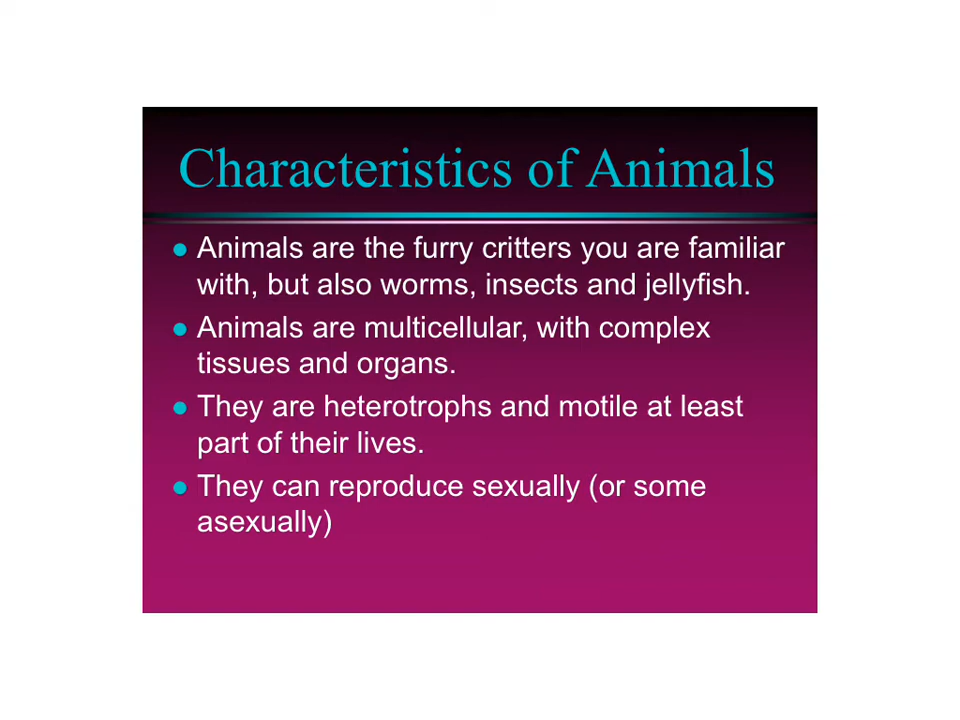 Characteristics of Animals
Animals are the furry critters you are familiar
with, but also worms, insects and jellyfish.
Animals are multicellular, with complex
tissues and organs.
They are heterotrophs and motile at least
part of their lives.
They can reproduce sexually (or some
asexually)